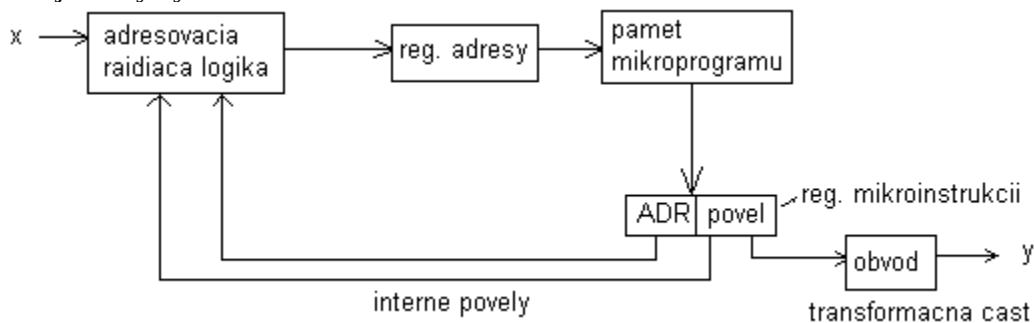 x
adresovacia
raidiaca logika
reg. adresy
pamet
mikroprogramu
ADR
povel
reg. mikroinstrukcii
obvod
y
interne povely
transformacna cast